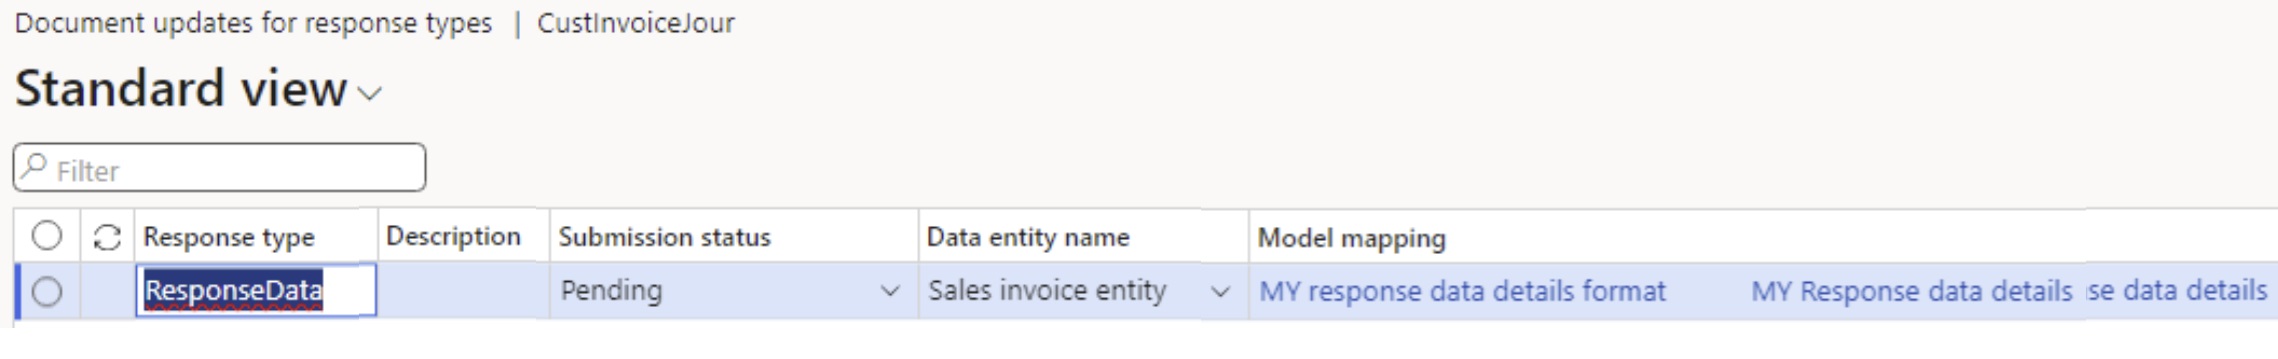 Document updates for response types | CustInvoiceJour
Standard view
Filter
Response type Description Submission status Data entity name Model mapping
ResponseData Pending Sales invoice entity MY response data details format MY Response data details se data details